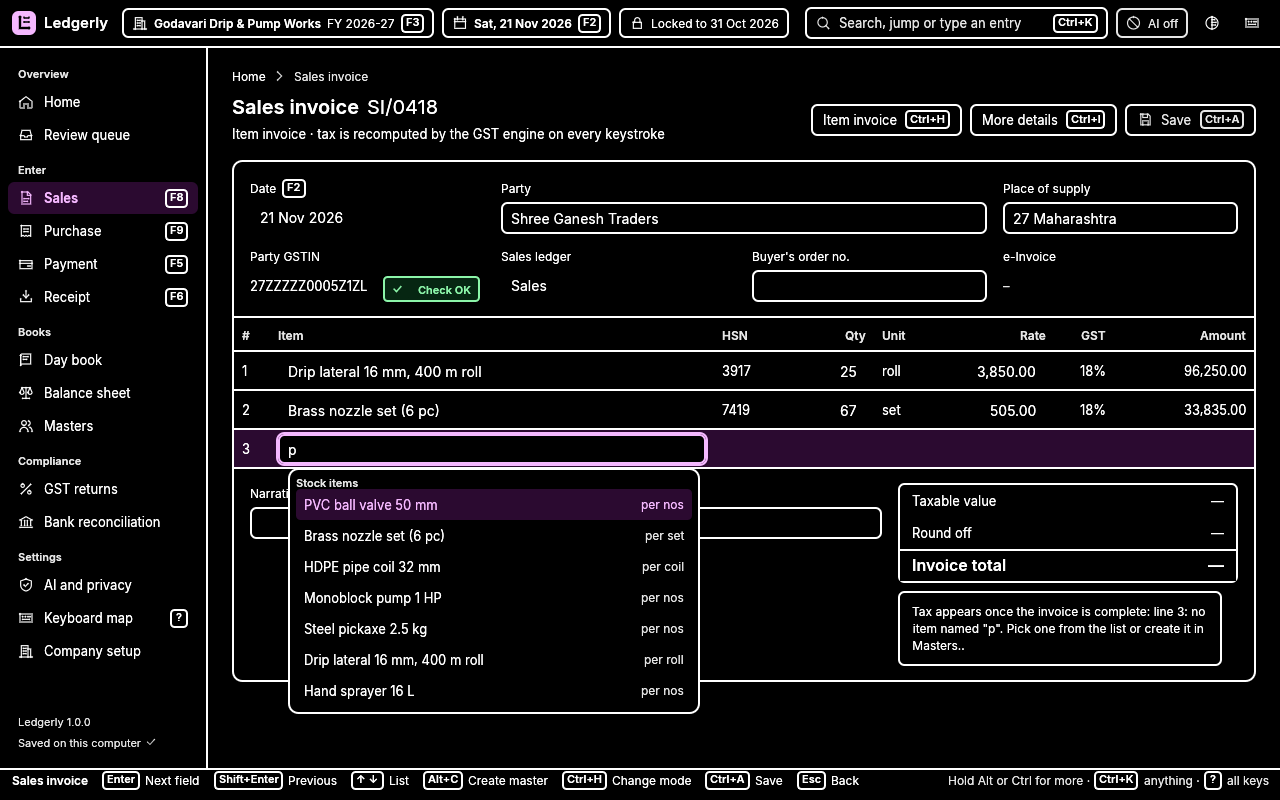 Ledgerly
Godavari Drip & Pump Works FY 2026-27 F3
Sat, 21 Nov 2026 F2
Locked to 31 Oct 2026
Search, jump or type an entry Ctrl+K
AI off
Overview
Home
Review queue
Enter
Sales F8
Purchase F9
Payment F5
Receipt F6
Books
Day book
Balance sheet
Masters
Compliance
GST returns
Bank reconciliation
Settings
AI and privacy
Keyboard map ?
Company setup
Ledgerly 1.0.0
Saved on this computer
Home Sales invoice
Sales invoice SI/0418
Item invoice · tax is recomputed by the GST engine on every keystroke
Item invoice Ctrl+H
More details Ctrl+I
Save Ctrl+A
Date F2 Party Place of supply
21 Nov 2026 Shree Ganesh Traders 27 Maharashtra
Party GSTIN Sales ledger Buyer's order no. e-Invoice
27ZZZZZ0005Z1ZL Check OK Sales –
# Item HSN Qty Unit Rate GST Amount
1 Drip lateral 16 mm, 400 m roll 3917 25 roll 3,850.00 18% 96,250.00
2 Brass nozzle set (6 pc) 7419 67 set 505.00 18% 33,835.00
3 p
Narrati
Stock items
PVC ball valve 50 mm per nos
Brass nozzle set (6 pc) per set
HDPE pipe coil 32 mm per coil
Monoblock pump 1 HP per nos
Steel pickaxe 2.5 kg per nos
Drip lateral 16 mm, 400 m roll per roll
Hand sprayer 16 L per nos
Taxable value —
Round off —
Invoice total —
Tax appears once the invoice is complete: line 3: no
item named "p". Pick one from the list or create it in
Masters..
Sales invoice Enter Next field Shift+Enter Previous ↑ ↓ List Alt+C Create master Ctrl+H Change mode Ctrl+A Save Esc Back Hold Alt or Ctrl for more · Ctrl+K anything · ? all keys